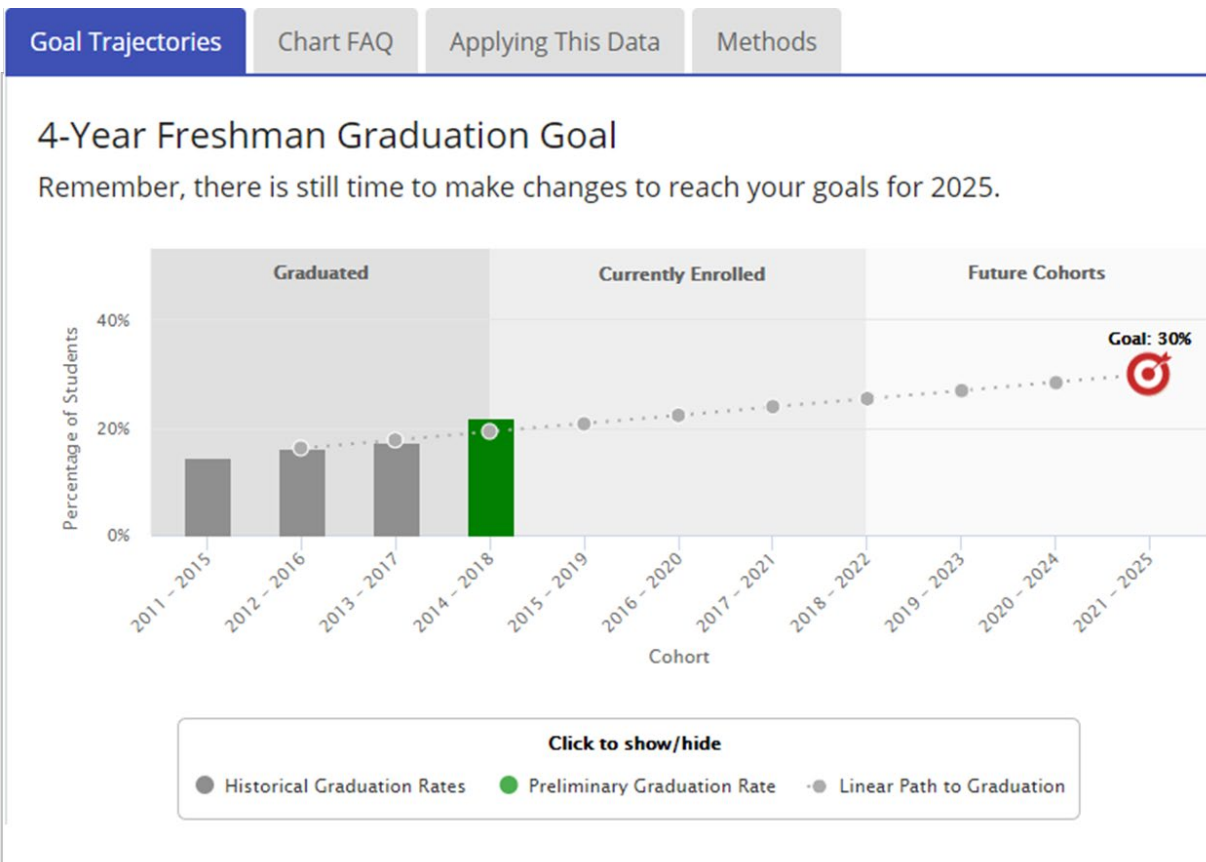 Goal Trajectories
Chart FAQ
Applying This Data
Methods
4-Year Freshman Graduation Goal
Remember, there is still time to make changes to reach your goals for 2025.
Graduated
Currently Enrolled
Future Cohorts
Percentage of Students
40%
20%
0%
Goal: 30%
2011 – 2015
2012 – 2016
2013 – 2017
2014 – 2018
2015 – 2019
2016 – 2020
2017 – 2021
2018 – 2022
2019 – 2023
2020 – 2024
2021 – 2025
Cohort
Click to show/hide
Historical Graduation Rates
Preliminary Graduation Rate
Linear Path to Graduation